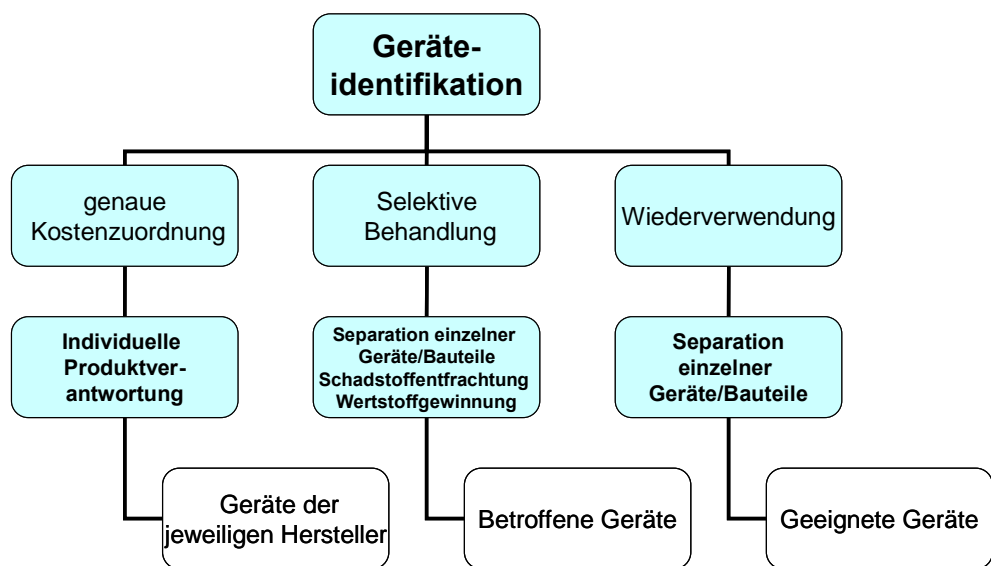 Geräte-
identifikation
genaue
Kostenzuordnung
Selektive
Behandlung
Wiederverwendung
Individuelle
Produktver-
antwortung
Separation einzelner
Geräte/Bauteile
Schadstoffentfrachtung
Wertstoffgewinnung
Separation
einzelner
Geräte/Bauteile
Geräte der
jeweiligen Hersteller
Betroffene Geräte
Geeignete Geräte